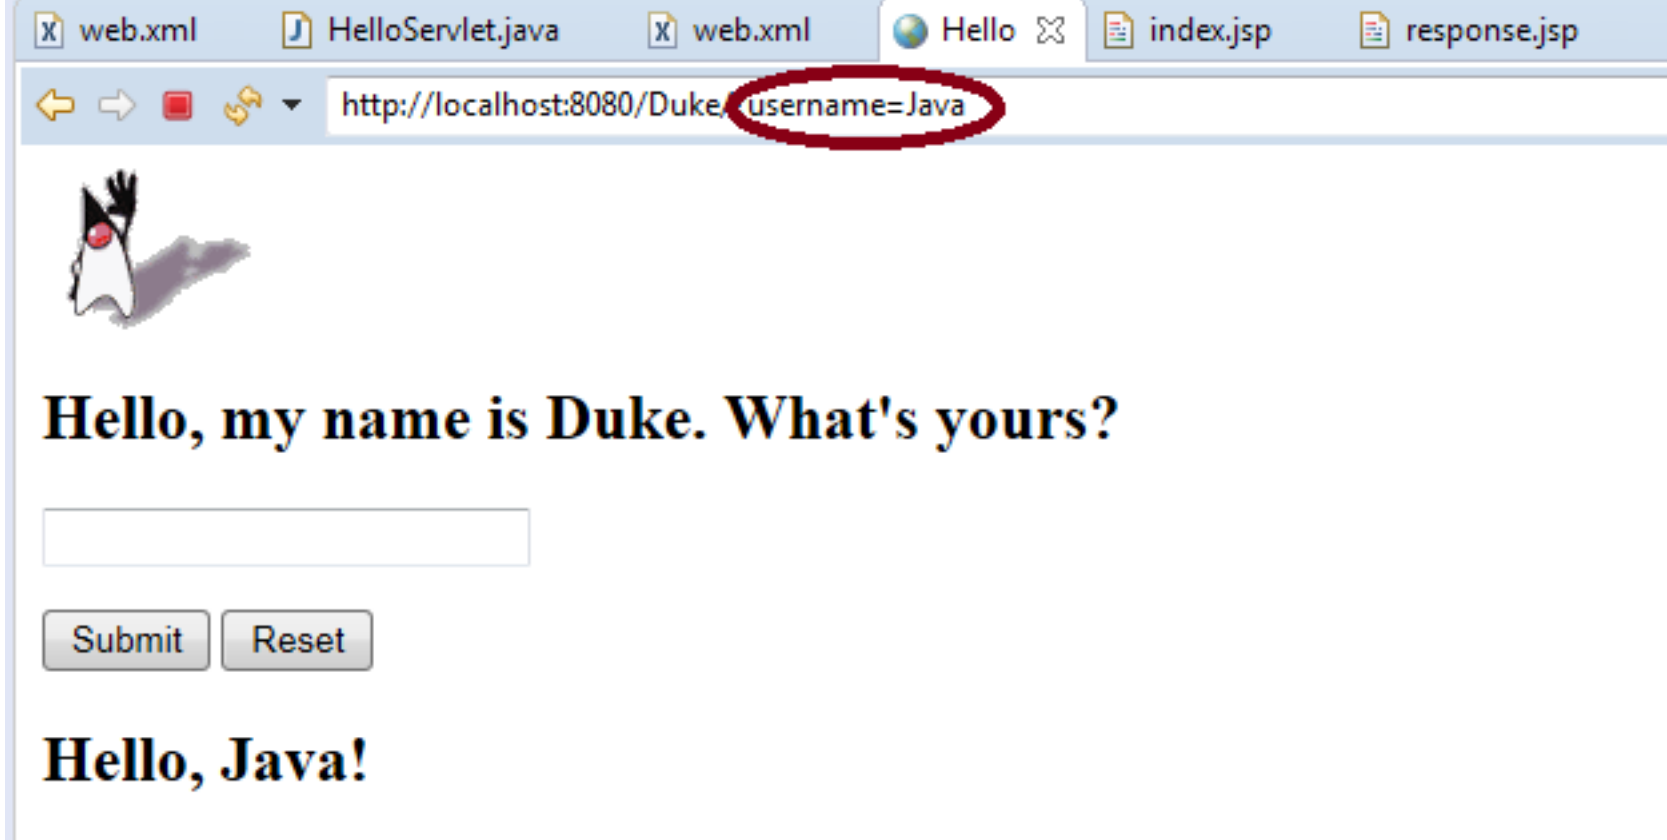 web.xml HelloServlet.java web.xml Hello index.jsp response.jsp
http://localhost:8080/Duke/ username=Java
Hello, my name is Duke. What's yours?
Submit Reset
Hello, Java!